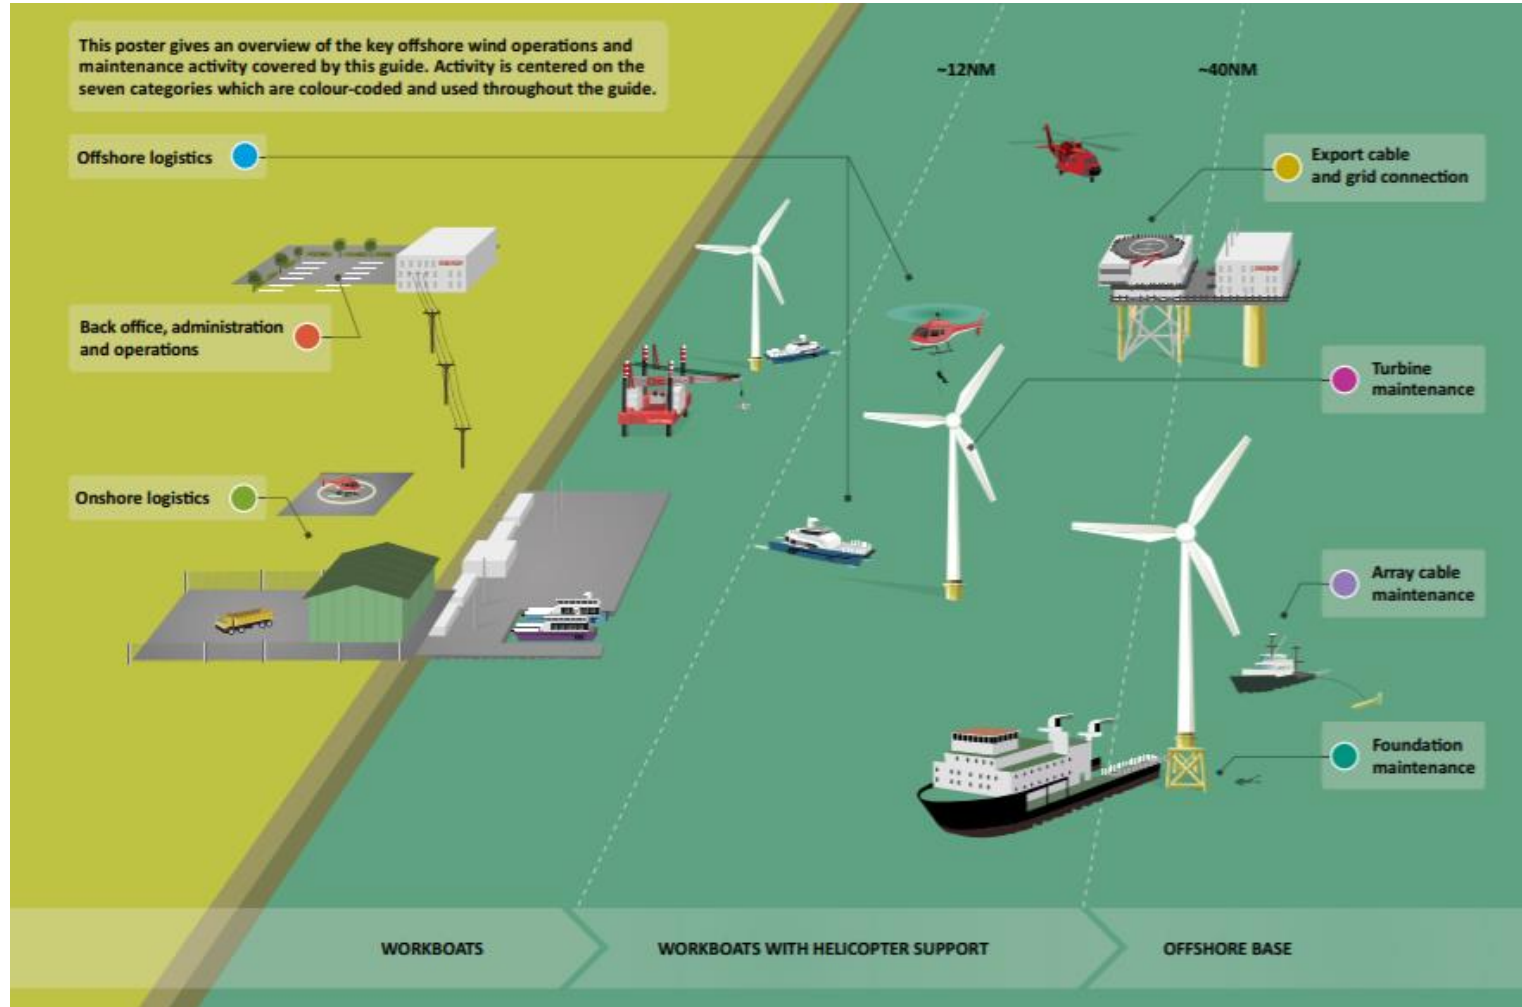 This poster gives an overview of the key offshore wind operations and
maintenance activity covered by this guide. Activity is centered on the
seven categories which are colour-coded and used throughout the guide.
~12NM
~40NM
Offshore logistics
Export cable
and grid connection
Back office, administration
and operations
Turbine
maintenance
Onshore logistics
Array cable
maintenance
Foundation
maintenance
WORKBOATS
WORKBOATS WITH HELICOPTER SUPPORT
OFFSHORE BASE